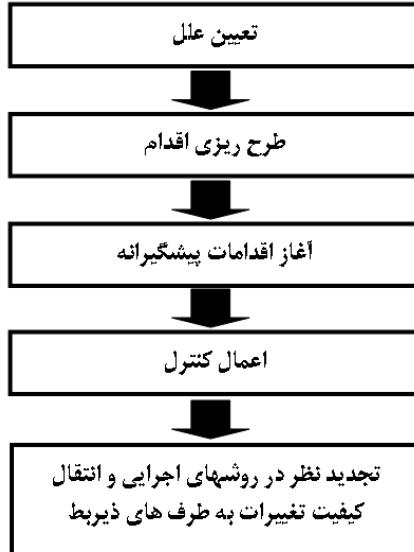 تعیین علل
طرح ریزی اقدام
آغاز اقدامات پیشگیرانه
اعمال کنترل
تجدید نظر در روشهای اجرایی و انتقال
کیفیت تغییرات به طرف های ذیربط